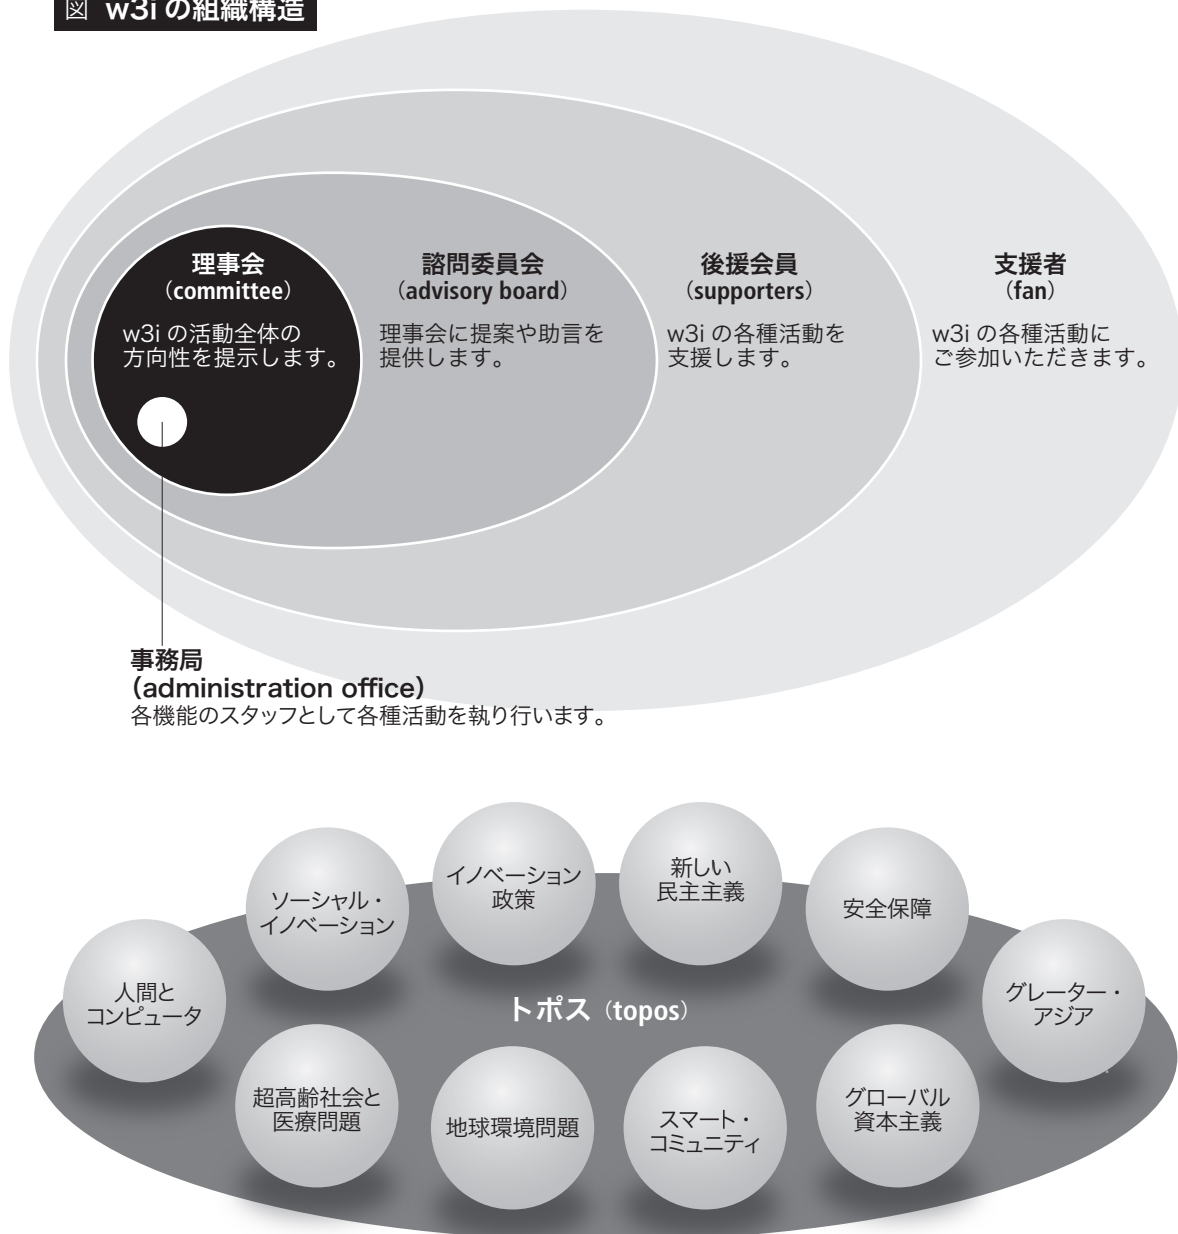 図 w3i の組織構造
理事会
（committee）
w3i の活動全体の
方向性を提示します。
諮問委員会
（advisory board）
理事会に提案や助言を
提供します。
後援会員
（supporters）
w3i の各種活動を
支援します。
支援者
（fan）
w3i の各種活動に
ご参加いただきます。
事務局
（administration office）
各機能のスタッフとして各種活動を執り行います。
ソーシャル・
イノベーション
イノベーション
政策
新しい
民主主義
安全保障
人間と
コンピュータ
トポス（topos）
グレーター・
アジア
超高齢社会と
医療問題
地球環境問題
スマート・
コミュニティ
グローバル
資本主義